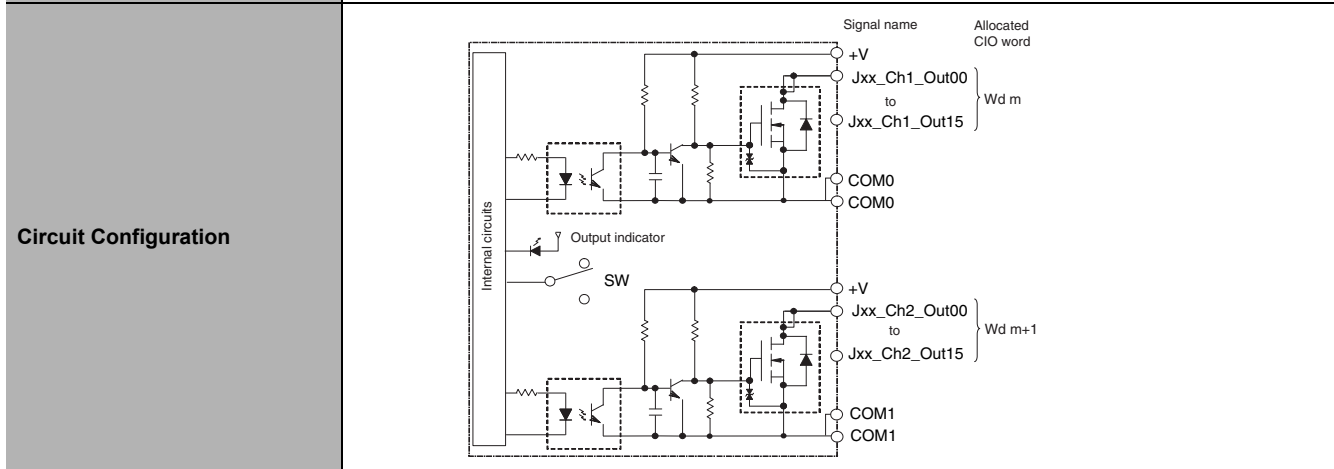 Circuit Configuration
Signal name
Allocated
CIO word
+V
Jxx_Ch1_Out00
to
Wd m
Jxx_Ch1_Out15
COM0
COM0
Internal circuits
Output indicator
SW
+V
Jxx_Ch2_Out00
to
Wd m+1
Jxx_Ch2_Out15
COM1
COM1